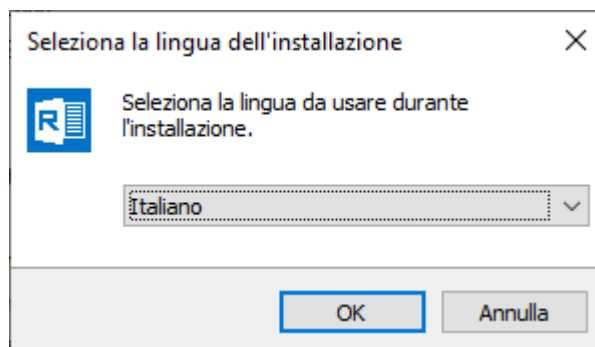 Seleziona la lingua dell'installazione
R
Seleziona la lingua da usare durante
l'installazione.
Italiano
OK
Annulla